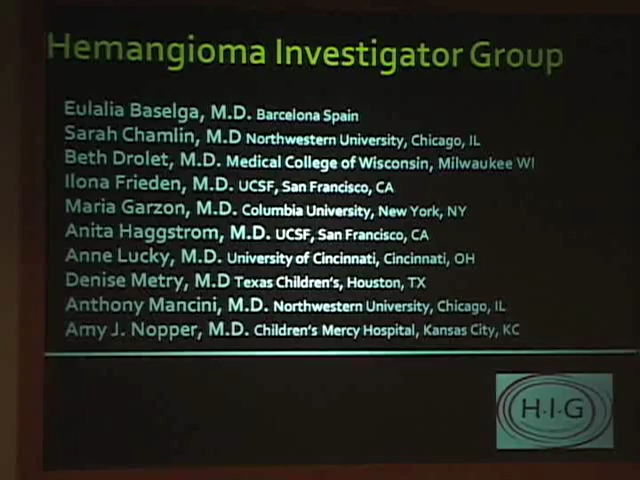 Hemangioma Investigator Group
Eulalia Baselga, M.D. Barcelona Spain
Sarah Chamlin, M.D Northwestern University, Chicago, IL
Beth Drolet, M.D. Medical College of Wisconsin, Milwaukee WI
Ilona Frieden, M.D. UCSF, San Francisco, CA
Maria Garzon, M.D. Columbia University, New York, NY
Anita Haggstrom, M.D. UCSF, San Francisco, CA
Anne Lucky, M.D. University of Cincinnati, Cincinnati, OH
Denise Metry, M.D Texas Children's, Houston, TX
Anthony Mancini, M.D. Northwestern University, Chicago, IL
Amy J. Nopper, M.D. Children's Mercy Hospital, Kansas City, KC
H·I·G